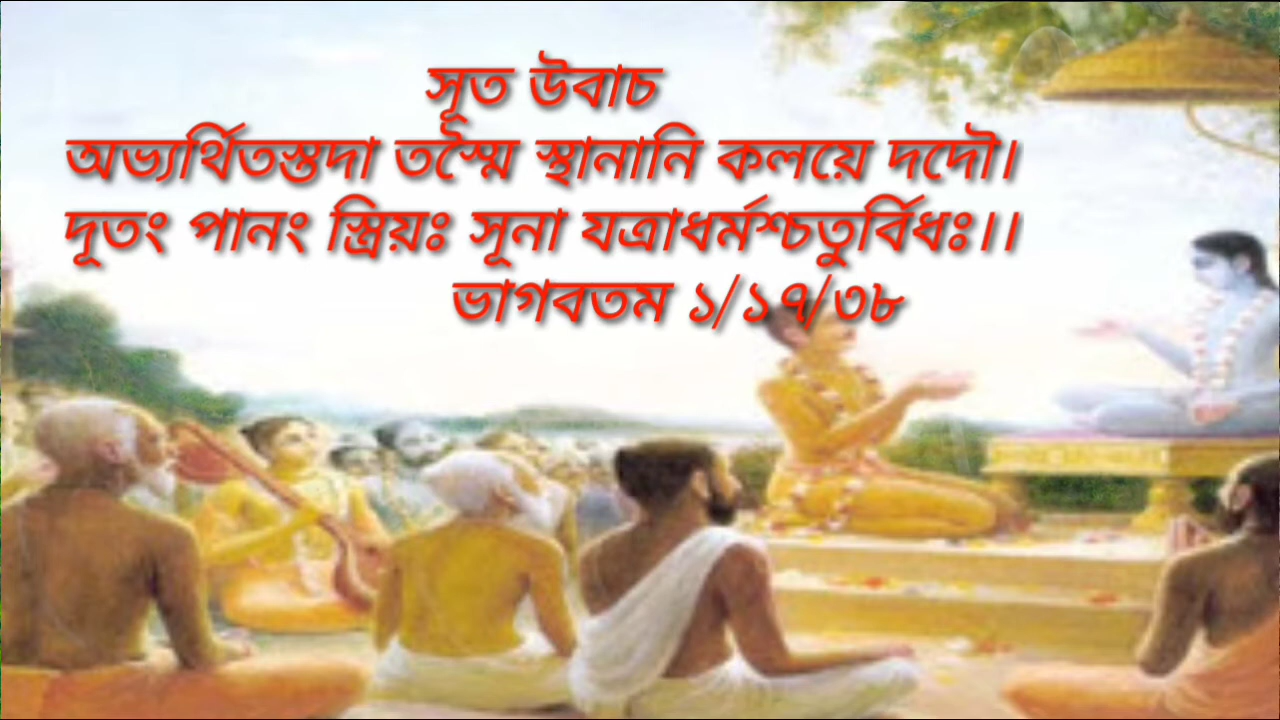 সূত উবাচ
অভ্যর্থিতস্তদা তস্মৈ স্থানানি কলয়ে দদৌ।
দূতং পানং স্ত্রিয়ঃ সূনা যত্রাধর্মশ্চতুর্বিধঃ।।
ভাগবতম ১/১৭/৩৮